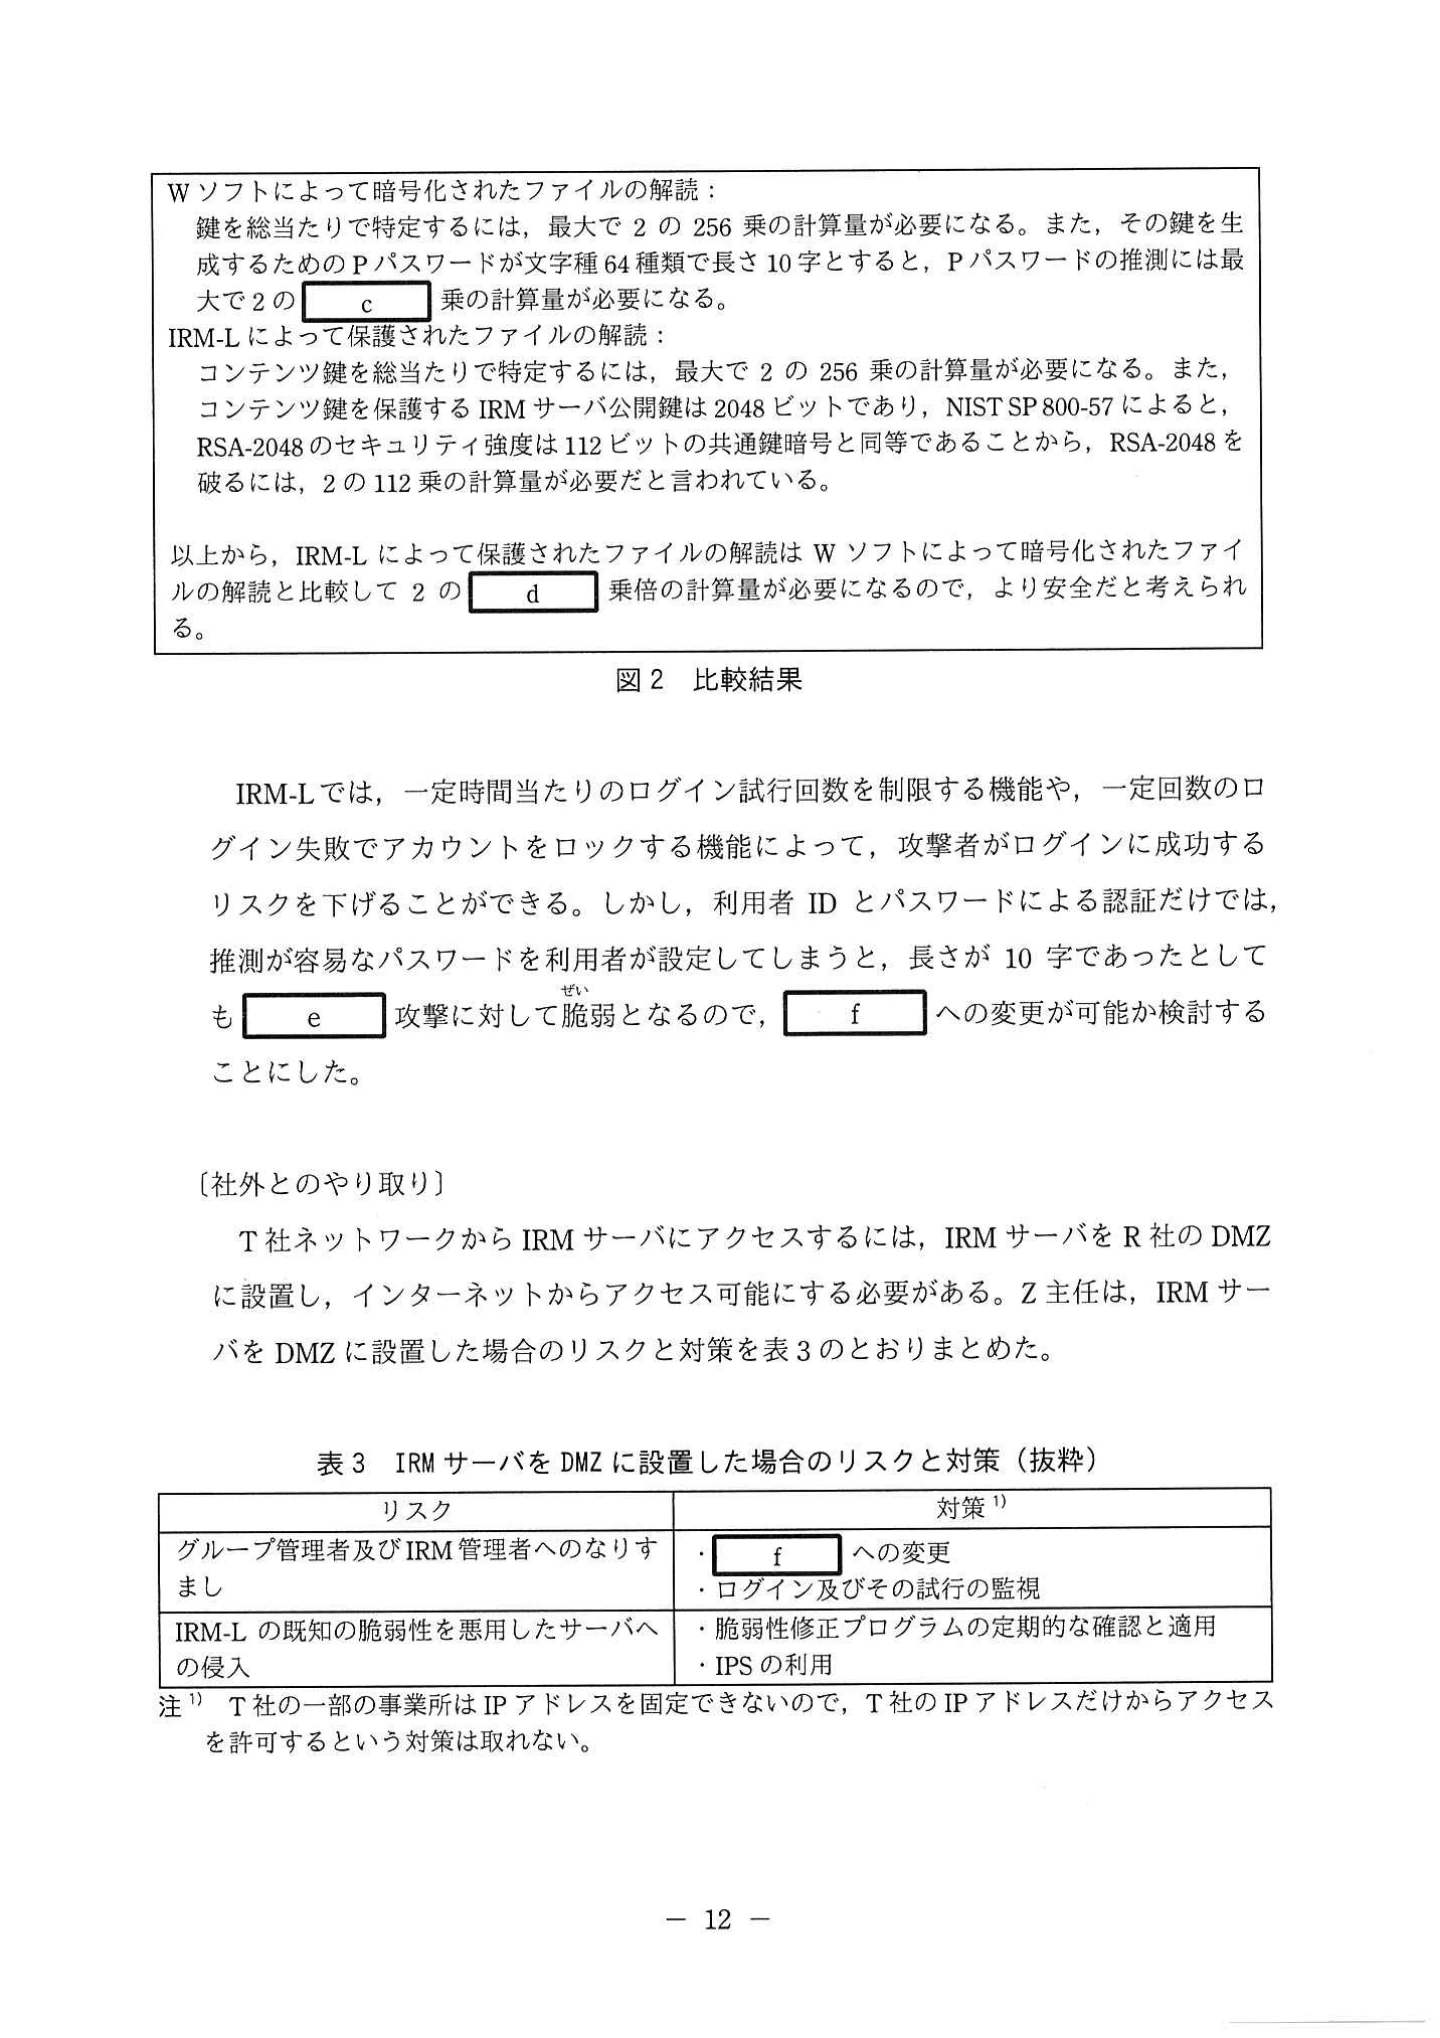 Wソフトによって暗号化されたファイルの解読：
鍵を総当たりで特定するには，最大で 2 の 256 乗の計算量が必要になる。また，その鍵を生
成するためのPパスワードが文字種64種類で長さ10字とすると，Pパスワードの推測には最
大で2の c 乗の計算量が必要になる。
IRM-Lによって保護されたファイルの解読：
コンテンツ鍵を総当たりで特定するには，最大で 2 の 256 乗の計算量が必要になる。また，
コンテンツ鍵を保護するIRMサーバ公開鍵は2048ビットであり，NIST SP 800-57によると，
RSA-2048のセキュリティ強度は112ビットの共通鍵暗号と同等であることから，RSA-2048を
破るには，2の112乗の計算量が必要だと言われている。
以上から，IRM-L によって保護されたファイルの解読は W ソフトによって暗号化されたファイ
ルの解読と比較して 2 の d 乗倍の計算量が必要になるので，より安全だと考えられ
る。
図2 比較結果
IRM-Lでは，一定時間当たりのログイン試行回数を制限する機能や，一定回数のロ
グイン失敗でアカウントをロックする機能によって，攻撃者がログインに成功する
リスクを下げることができる。しかし，利用者 ID とパスワードによる認証だけでは，
推測が容易なパスワードを利用者が設定してしまうと，長さが 10 字であったとして
ぜい
も e 攻撃に対して脆弱となるので， f への変更が可能か検討する
ことにした。
〔社外とのやり取り〕
T社ネットワークからIRMサーバにアクセスするには，IRMサーバをR社のDMZ
に設置し，インターネットからアクセス可能にする必要がある。Z主任は，IRMサー
バをDMZに設置した場合のリスクと対策を表3のとおりまとめた。
表3 IRMサーバをDMZに設置した場合のリスクと対策（抜粋）
リスク 対策1)
グループ管理者及びIRM管理者へのなりす
まし
・ f への変更
・ログイン及びその試行の監視
IRM-L の既知の脆弱性を悪用したサーバへ
の侵入
・脆弱性修正プログラムの定期的な確認と適用
・IPSの利用
注1) T社の一部の事業所はIPアドレスを固定できないので，T社のIPアドレスだけからアクセス
を許可するという対策は取れない。
－ 12 －